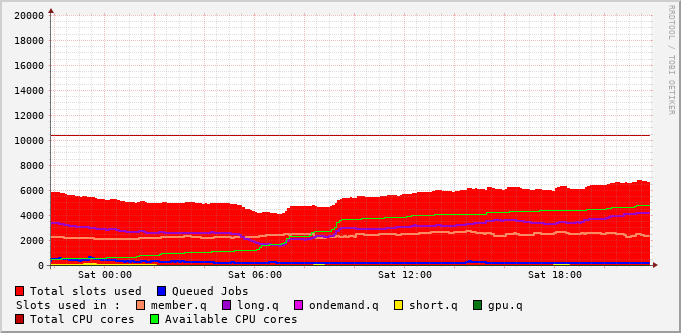 20000
18000
16000
14000
12000
10000
8000
6000
4000
2000
0
Sat 00:00 Sat 06:00 Sat 12:00 Sat 18:00
Total slots used Queued Jobs
Slots used in : member.q long.q ondemand.q short.q gpu.q
Total CPU cores Available CPU cores
RRDTOOL / TOBI OETIKER